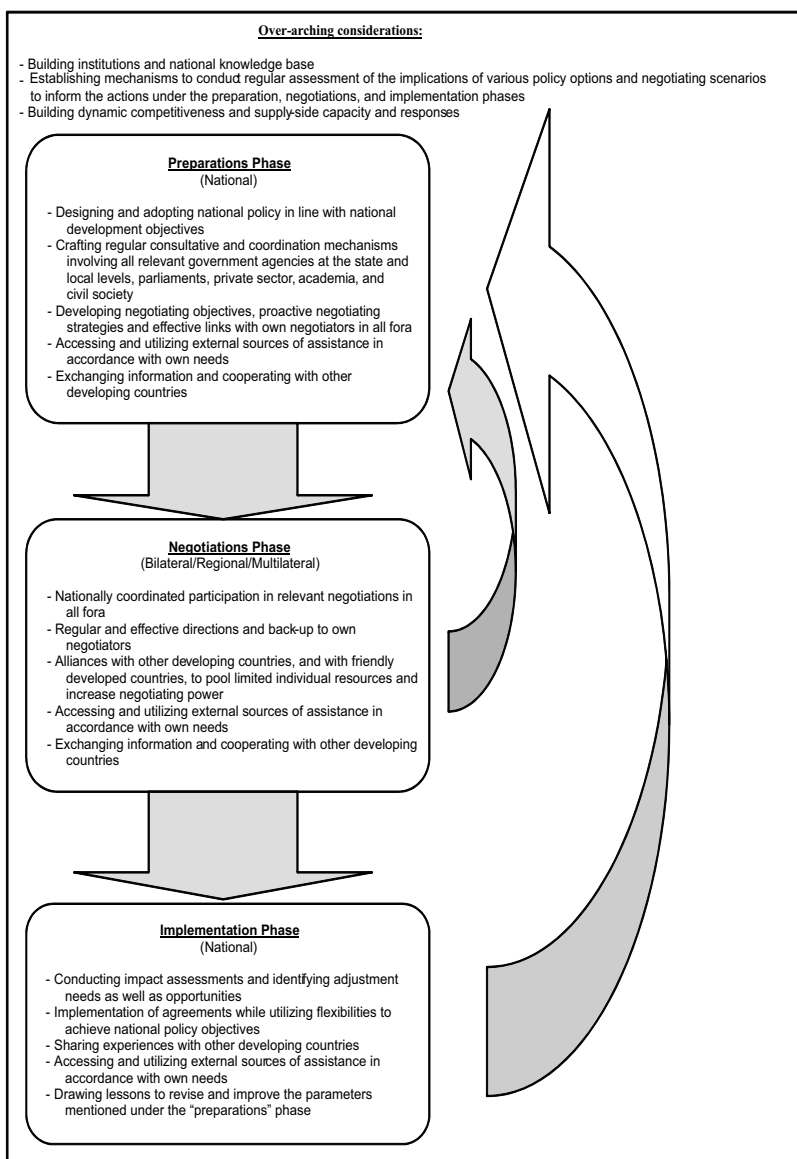 Over-arching considerations:
- Building institutions and national knowledge base
- Establishing mechanisms to conduct regular assessment of the implications of various policy options and negotiating scenarios
to inform the actions under the preparation, negotiations, and implementation phases
- Building dynamic competitiveness and supply-side capacity and responses
Preparations Phase
(National)
- Designing and adopting national policy in line with national
development objectives
- Crafting regular consultative and coordination mechanisms
involving all relevant government agencies at the state and
local levels, parliaments, private sector, academia, and
civil society
- Developing negotiating objectives, proactive negotiating
strategies and effective links with own negotiators in all fora
- Accessing and utilizing external sources of assistance in
accordance with own needs
- Exchanging information and cooperating with other
developing countries
Negotiations Phase
(Bilateral/Regional/Multilateral)
- Nationally coordinated participation in relevant negotiations in
all fora
- Regular and effective directions and back-up to own
negotiators
- Alliances with other developing countries, and with friendly
developed countries, to pool limited individual resources and
increase negotiating power
- Accessing and utilizing external sources of assistance in
accordance with own needs
- Exchanging information and cooperating with other developing
countries
Implementation Phase
(National)
- Conducting impact assessments and identifying adjustment
needs as well as opportunities
- Implementation of agreements while utilizing flexibilities to
achieve national policy objectives
- Sharing experiences with other developing countries
- Accessing and utilizing external sources of assistance in
accordance with own needs
- Drawing lessons to revise and improve the parameters
mentioned under the “preparations” phase